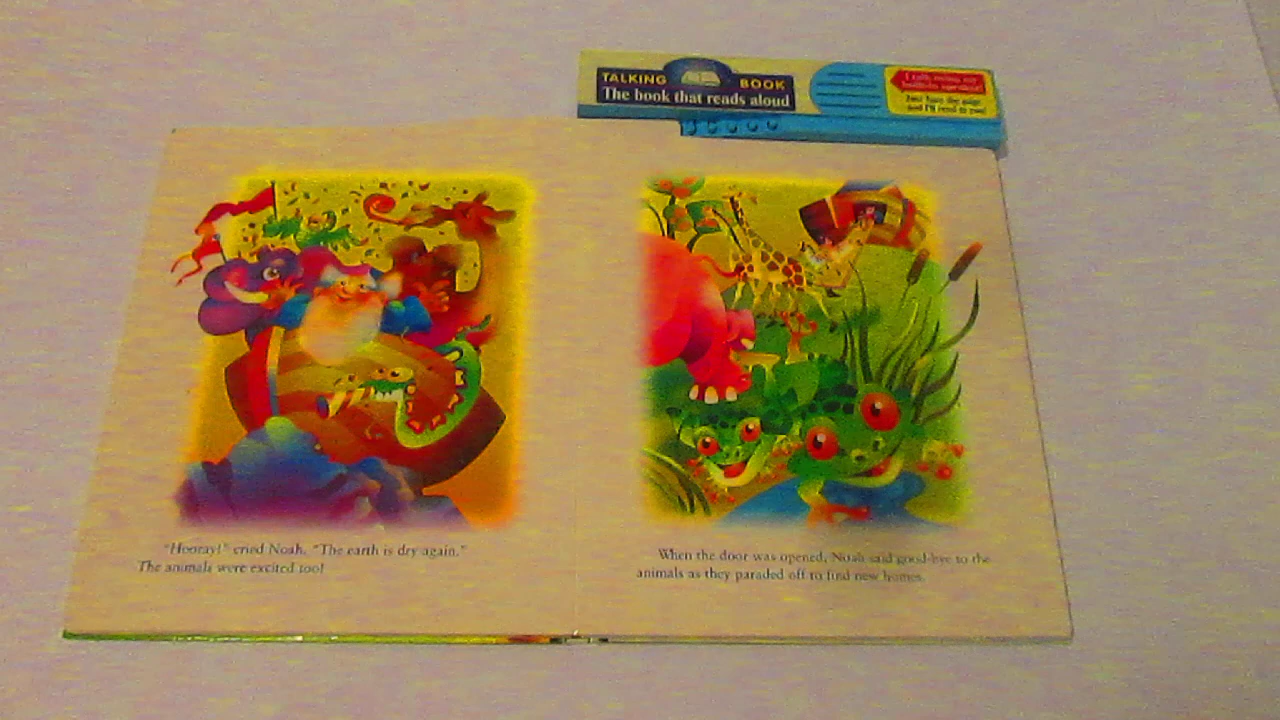 TALKING BOOK
The book that reads aloud
"Hooray!" cried Noah. "The earth is dry again."
The animals were excited too!
When the door was opened, Noah said good-bye to the
animals as they paraded off to find new homes.